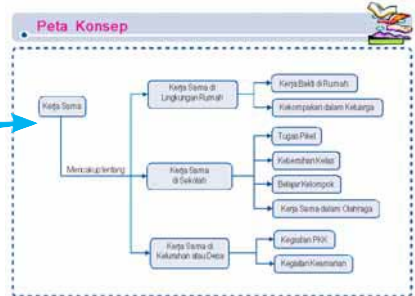 Peta Konsep
Kerja Sama
Mencakup tentang
Kerja Sama di
Lingkungan Rumah
Kerja Bakti di Rumah
Kekompakan dalam Keluarga
Kerja Sama
di Sekolah
Tugas Piket
Kebersihan Kelas
Belajar Kelompok
Kerja Sama dalam Olahraga
Kerja Sama di
Kelurahan atau Desa
Kegiatan PKK
Kegiatan Keamanan